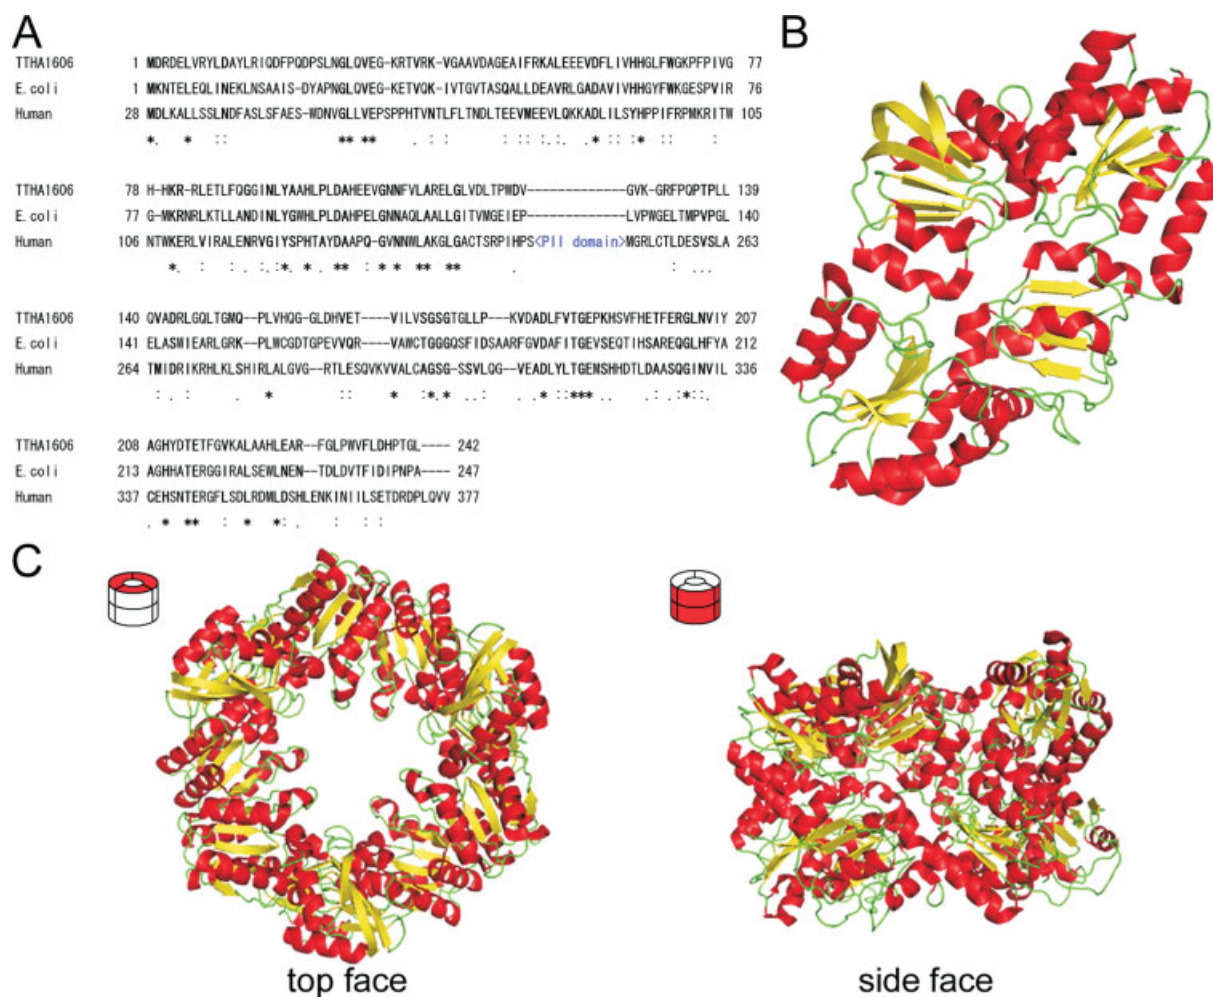 A
B
TTHA1606 1 MDRDELVRYLDAYLRIQDFPQDPSLNGLQVEG-KRTVRK-VGAAVDAGEAIFRKALEEEVDFLIVHHGLFWGKPFPIVG 77
E.coli 1 MKNTELEQLINEKLNSAAIS-DYAPNGLQVEG-KETVQK-IVTGVTASQALLDEAVRLGADAVIVHHGYFWKGESPVIR 76
Human 28 MDLKALLSSLNDFASLSFAES-WDNVGLLVEPSPPHTVNTLFLTNDLTEEVMEEVLQKKADLILSYHPPIFRPMKRITW 105
TTHA1606 78 H-HKR-RLETLFQGGINLYAAHLPLDAHEEVGNNFVLARELGLVDLTPWDV-------------GVK-GRFPQPTPLL 139
E.coli 77 G-MKRNRLKTLLANDINLYGWHLPLDAHPELGNNAQLAALLGITVMGEIEP-------------LVPWGELTMPVPGL 140
Human 106 NTWKERLVIRALENRVGIYSPHTAYDAAPQ-GVNNWLAKGLGACTSRPIHPS<PII domain>MGRLCTLDESVSLA 263
TTHA1606 140 QVADRLGQLTGMQ--PLVHQG-GLDHVET----VILVSGSGTGLLP--KVDADLFVTGEPKHSVFHETFERGLNVIY 207
E.coli 141 ELASWIEARLGRK--PLWCGDTGPEVVQR----VAWCTGGGQSFIDSAARFGVDAFITGEVSEQTIHSAREQGLHFYA 212
Human 264 TMIDRIKRHLKLSHIRLALGVG-RTLESQVKVVALCAGSG-SSVLQG--VEADLYLTGEMSHHDTLDAASQGINVIL 336
TTHA1606 208 AGHYDTETFGVKALAAHLEAR--FGLPWVFLDHPTGL---- 242
E.coli 213 AGHHATERGGIRALSEWLNEN--TDLDVTFIDIPNPA---- 247
Human 337 CEHSNTERGFLSDLRDMLDSHLENKINIILSETDRDPLQVV 377
C
top face
side face